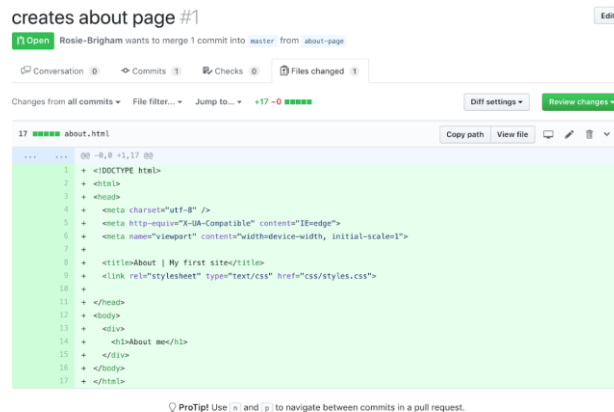 creates about page #1
Edit
Open Rosie-Brigham wants to merge 1 commit into master from about-page
Conversation 0 Commits 1 Checks 0 Files changed 1
Changes from all commits File filter... Jump to... +17 −0 Diff settings Review changes
17 about.html Copy path View file
... ... @@ -0,0 +1,17 @@
1 + <!DOCTYPE html>
2 + <html>
3 + <head>
4 + <meta charset="utf-8" />
5 + <meta http-equiv="X-UA-Compatible" content="IE=edge">
6 + <meta name="viewport" content="width=device-width, initial-scale=1">
7 +
8 + <title>About | My first site</title>
9 + <link rel="stylesheet" type="text/css" href="css/styles.css">
10 +
11 + </head>
12 + <body>
13 + <div>
14 + <h1>About me</h1>
15 + </div>
16 + </body>
17 + </html>
ProTip! Use n and p to navigate between commits in a pull request.